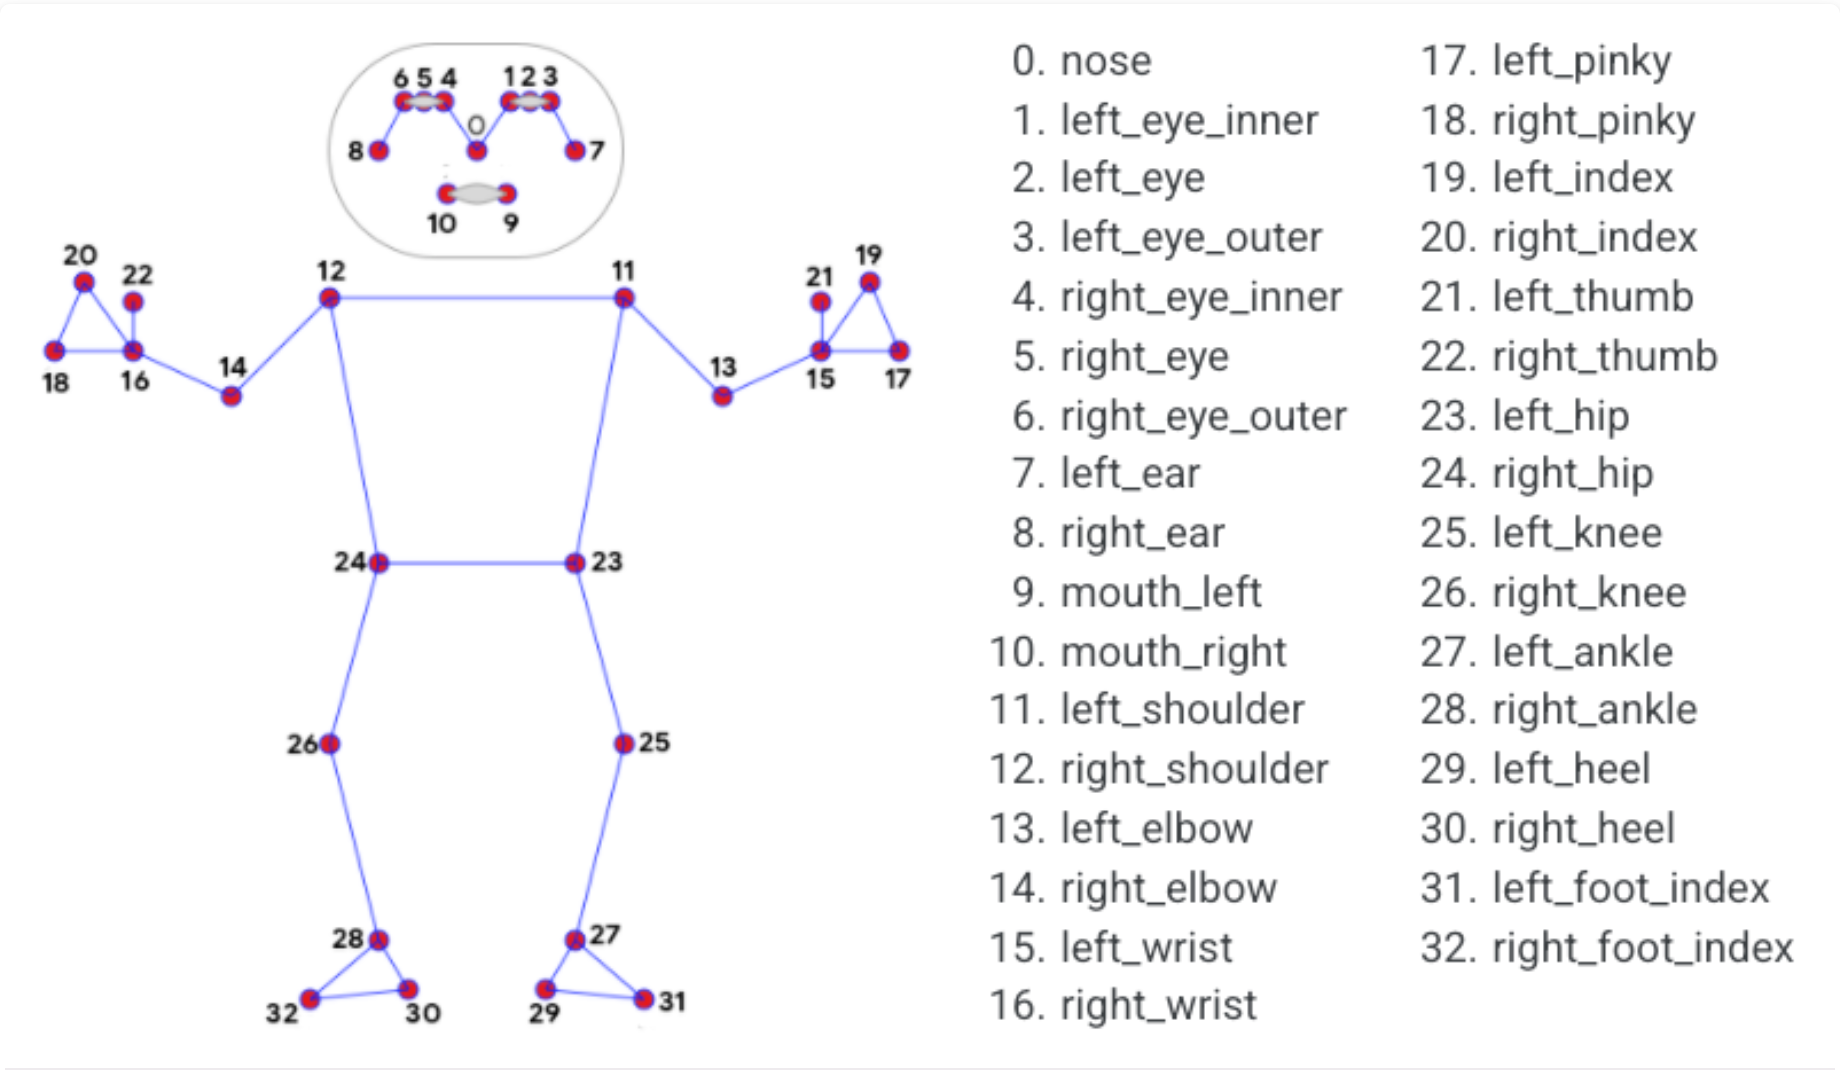 6 5 4 1 2 3
0
8 7
10 9
20 22 12 11 21 19
18 16 14 13 15 17
24 23
26 25
28 27
32 30 29 31
0. nose
1. left_eye_inner
2. left_eye
3. left_eye_outer
4. right_eye_inner
5. right_eye
6. right_eye_outer
7. left_ear
8. right_ear
9. mouth_left
10. mouth_right
11. left_shoulder
12. right_shoulder
13. left_elbow
14. right_elbow
15. left_wrist
16. right_wrist
17. left_pinky
18. right_pinky
19. left_index
20. right_index
21. left_thumb
22. right_thumb
23. left_hip
24. right_hip
25. left_knee
26. right_knee
27. left_ankle
28. right_ankle
29. left_heel
30. right_heel
31. left_foot_index
32. right_foot_index